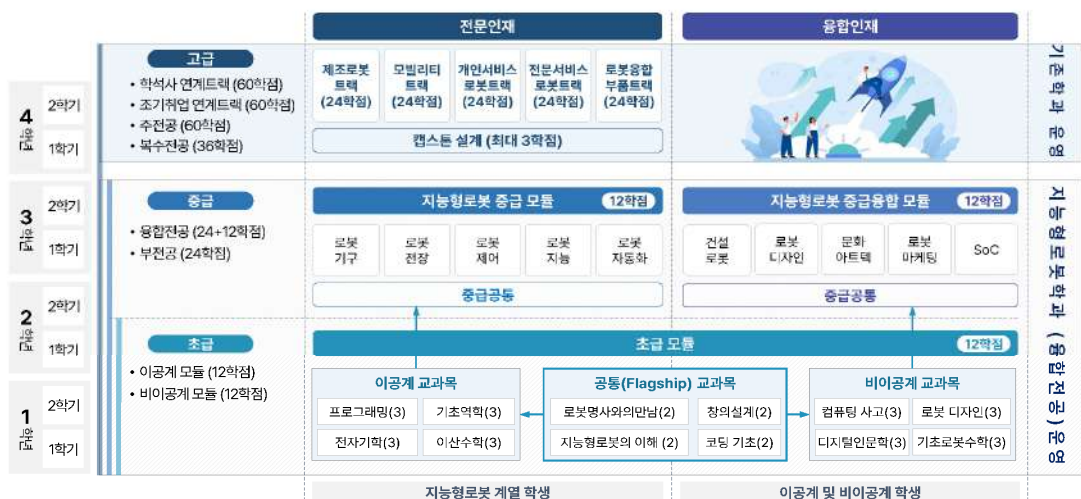 전문인재
융합인재
4
학년
2학기
1학기
고급
• 학석사 연계트랙 (60학점)
• 조기취업 연계트랙 (60학점)
• 주전공 (60학점)
• 복수전공 (36학점)
제조로봇
트랙
(24학점)
모빌리티
트랙
(24학점)
개인서비스
로봇트랙
(24학점)
전문서비스
로봇트랙
(24학점)
로봇융합
부품트랙
(24학점)
캡스톤 설계 (최대 3학점)
기존학과 운영
3
학년
2학기
1학기
중급
• 융합전공 (24+12학점)
• 부전공 (24학점)
지능형로봇 중급 모듈
12학점
로봇
기구
로봇
전장
로봇
제어
로봇
지능
로봇
자동화
중급공통
지능형로봇 중급융합 모듈
12학점
건설
로봇
로봇
디자인
문화
아트텍
로봇
마케팅
SoC
중급공통
지능형로봇학과 (융합전공) 운영
2
학년
2학기
1학기
초급
• 이공계 모듈 (12학점)
• 비이공계 모듈 (12학점)
초급 모듈
12학점
1
학년
2학기
1학기
이공계 교과목
프로그래밍(3)
기초역학(3)
전자기학(3)
이산수학(3)
공통(Flagship) 교과목
로봇명사와의만남(2)
창의설계(2)
지능형로봇의 이해 (2)
코딩 기초(2)
비이공계 교과목
컴퓨팅 사고(3)
로봇 디자인(3)
디지털인문학(3)
기초로봇수학(3)
지능형로봇 계열 학생
이공계 및 비이공계 학생